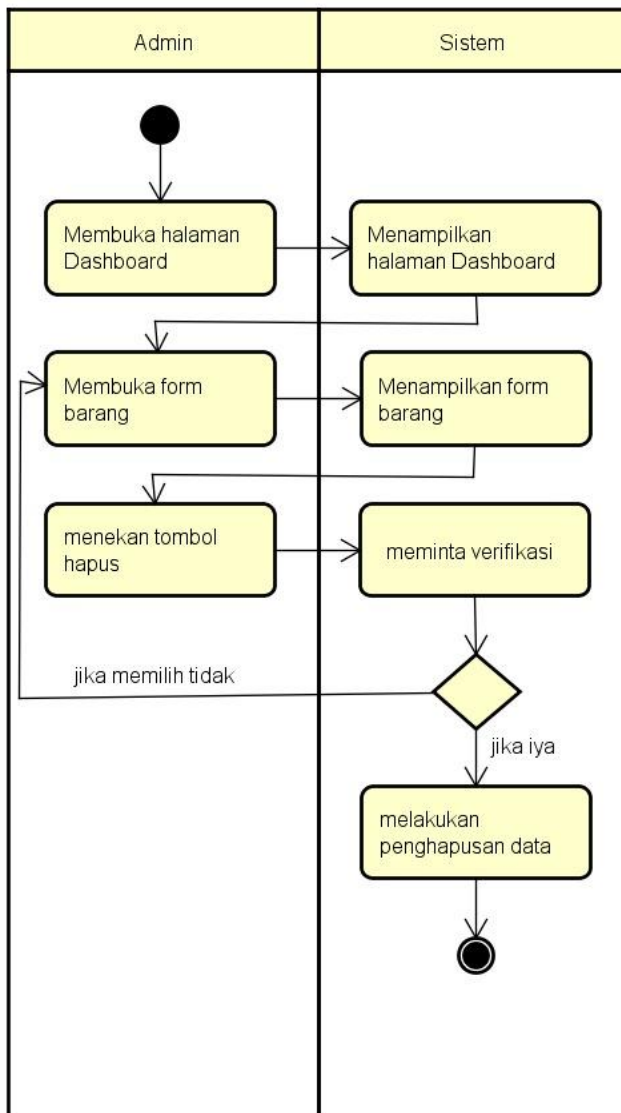 Admin
Sistem
Membuka halaman
Dashboard
Menampilkan
halaman Dashboard
Membuka form
barang
Menampilkan form
barang
menekan tombol
hapus
meminta verifikasi
jika memilih tidak
jika iya
melakukan
penghapusan data